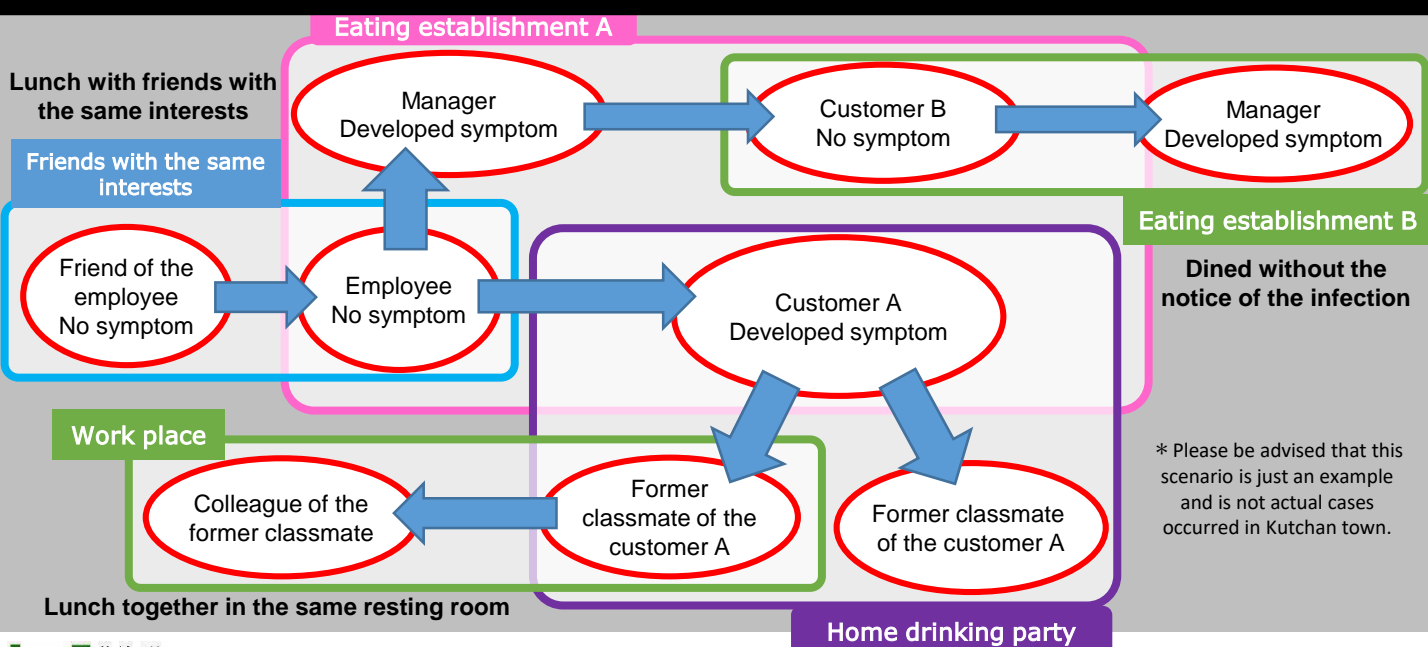 Eating establishment A
Lunch with friends with
the same interests
Manager
Developed symptom
Customer B
No symptom
Manager
Developed symptom
Friends with the same
interests
Eating establishment B
Friend of the
employee
No symptom
Employee
No symptom
Customer A
Developed symptom
Dined without the
notice of the infection
Work place
Colleague of the
former classmate
Former
classmate of the
customer A
Former classmate
of the customer A
* Please be advised that this
scenario is just an example
and is not actual cases
occurred in Kutchan town.
Lunch together in the same resting room
Home drinking party